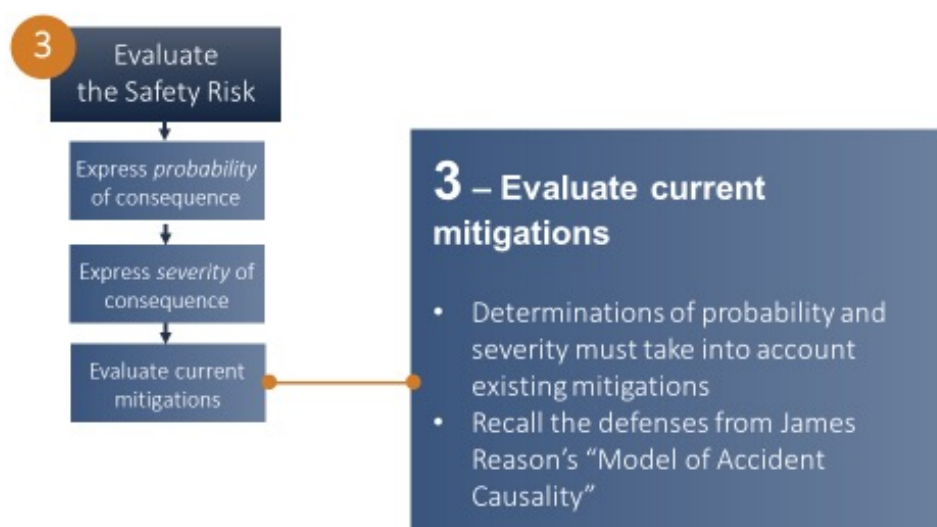 3
Evaluate
the Safety Risk
Express probability
of consequence
Express severity of
consequence
Evaluate current
mitigations
3 – Evaluate current
mitigations
• Determinations of probability and
severity must take into account
existing mitigations
• Recall the defenses from James
Reason's “Model of Accident
Causality”